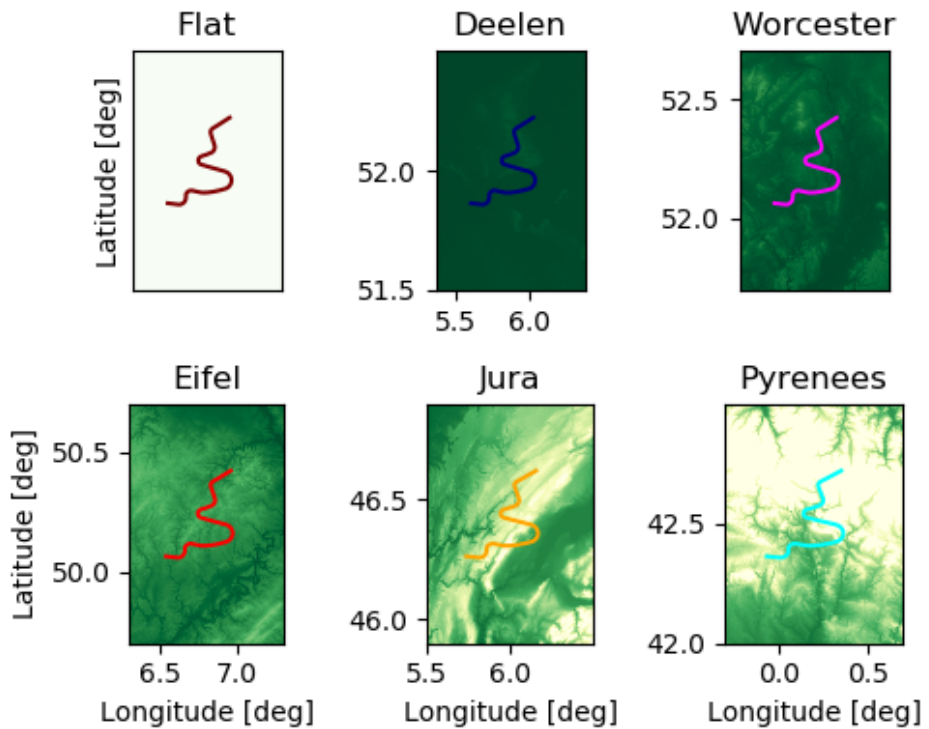 Flat
Deelen
Worcester
Latitude [deg]
52.0
51.5
5.5 6.0
52.5
52.0
Eifel
Jura
Pyrenees
Latitude [deg]
50.5
50.0
6.5 7.0
Longitude [deg]
46.5
46.0
5.5 6.0
Longitude [deg]
42.5
42.0
0.0 0.5
Longitude [deg]